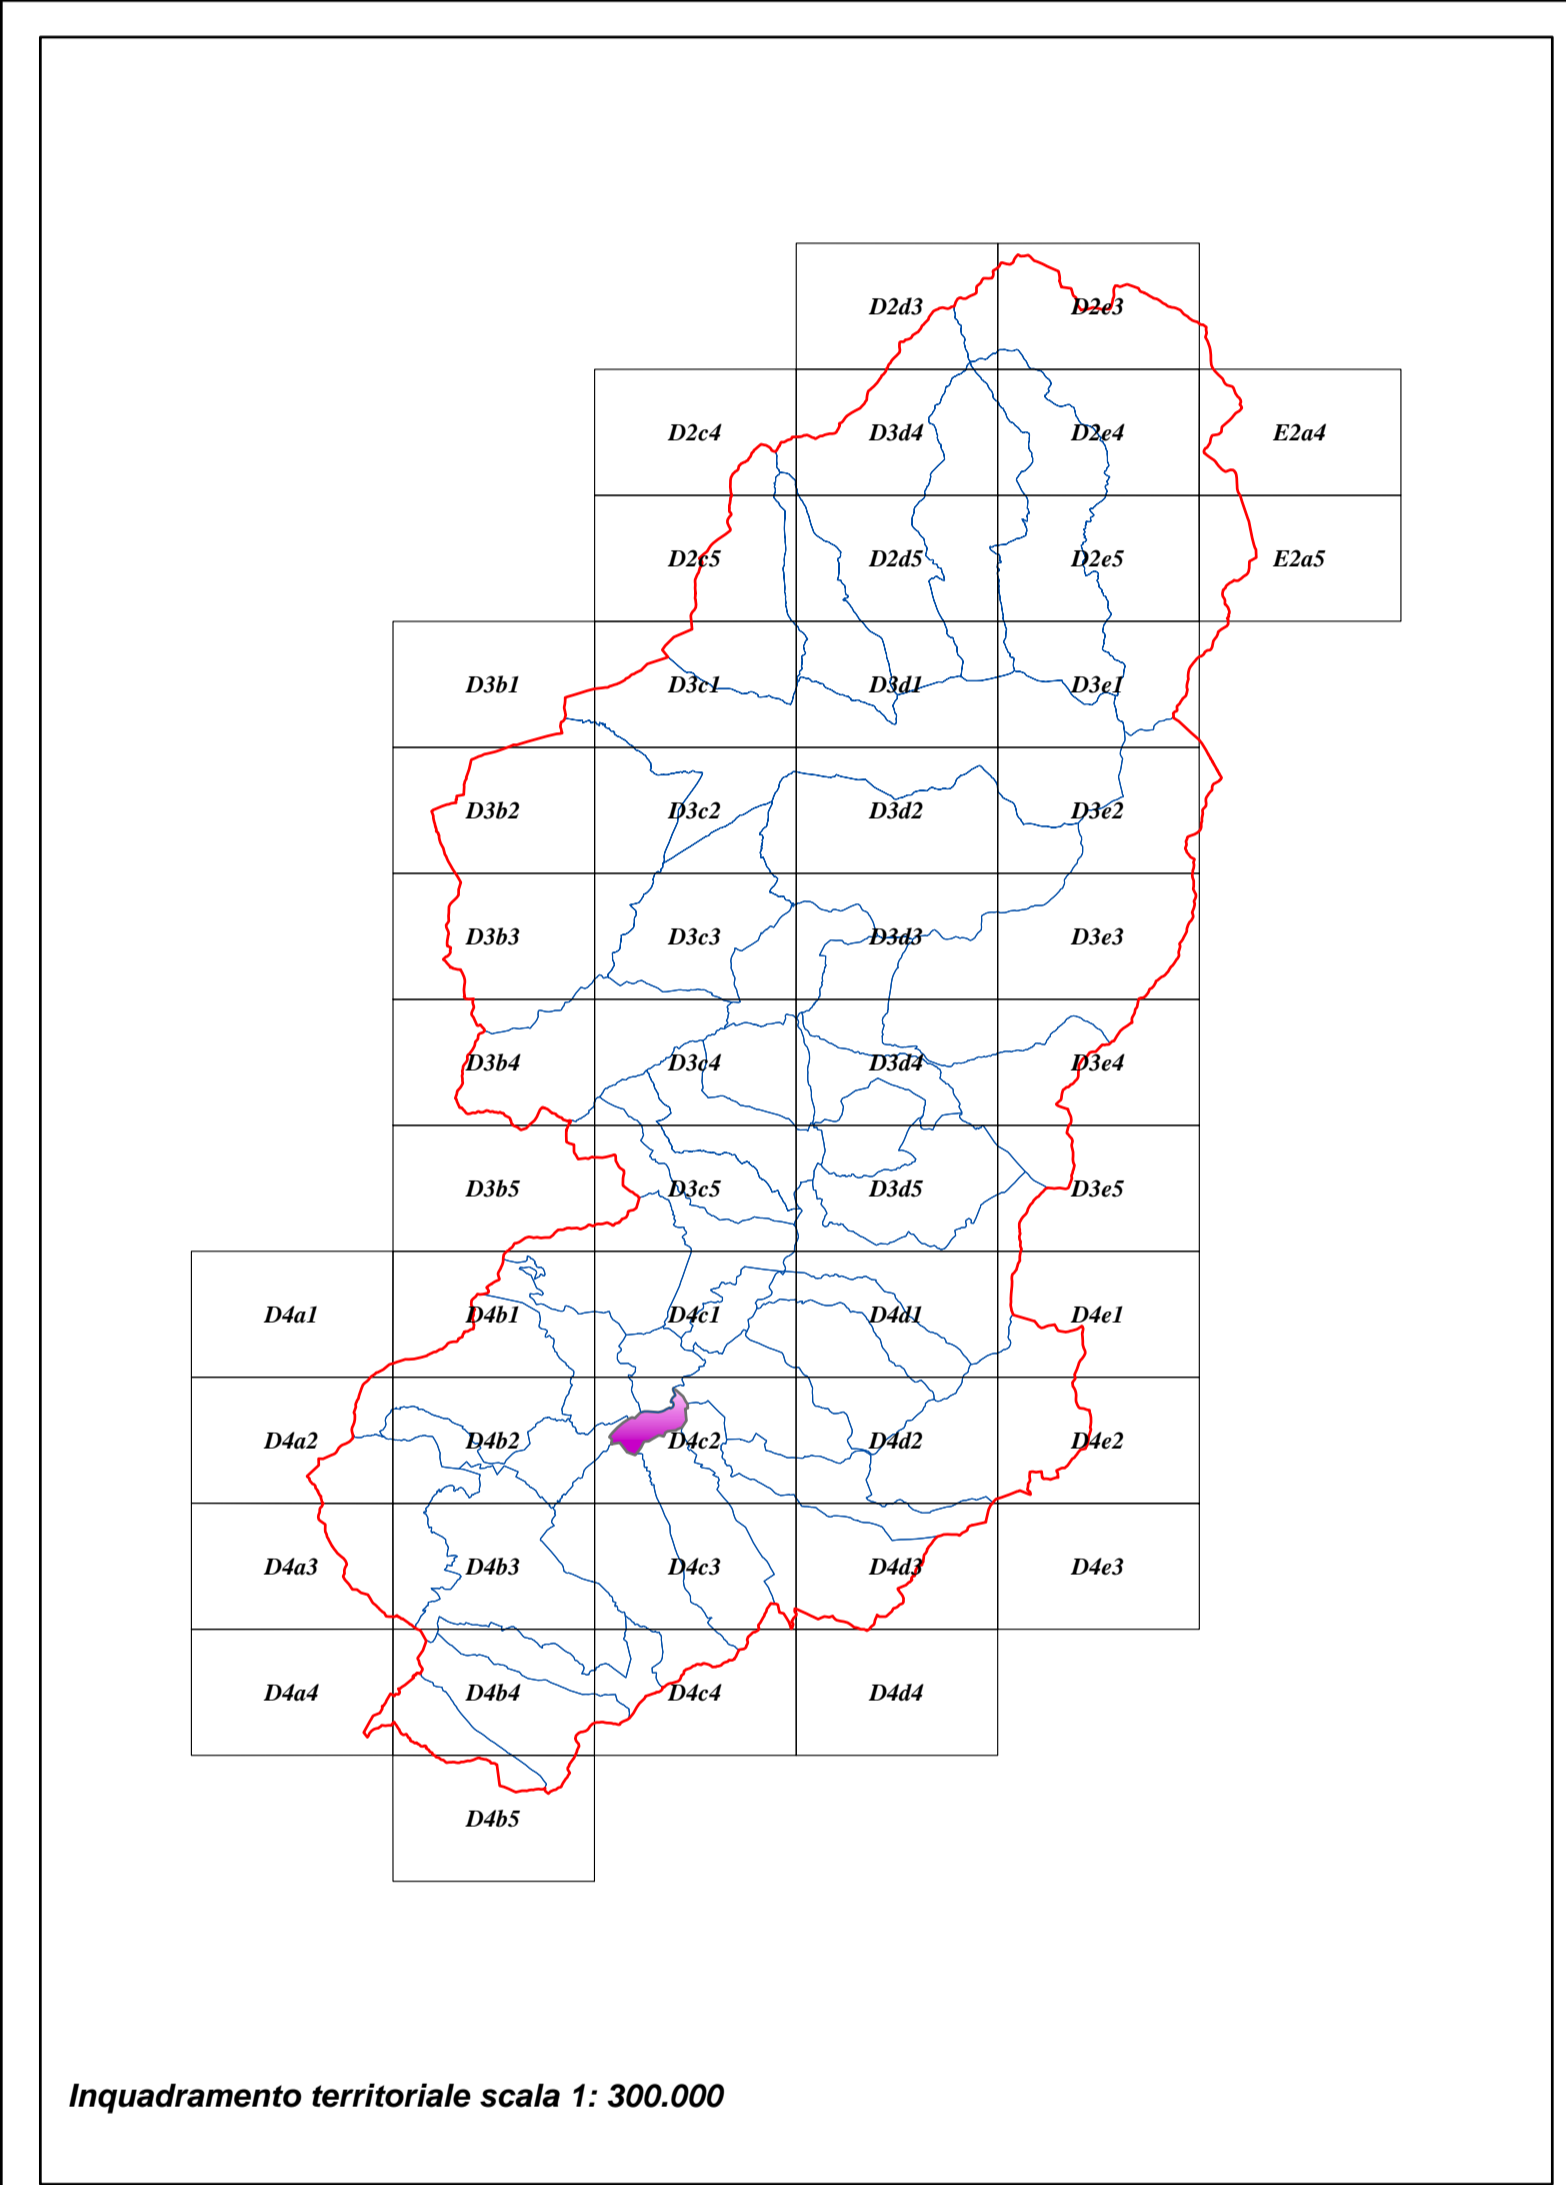 D2d3 D2e3
D2c4 D3d4 D2e4 E2a4
D2c5 D2d5 D2e5 E2a5
D3b1 D3c1 D3d1 D3e1
D3b2 D3c2 D3d2 D3e2
D3b3 D3c3 D3d3 D3e3
D3b4 D3c4 D3d4 D3e4
D3b5 D3c5 D3d5 D3e5
D4a1 D4b1 D4c1 D4d1 D4e1
D4a2 D4b2 D4c2 D4d2 D4e2
D4a3 D4b3 D4c3 D4d3 D4e3
D4a4 D4b4 D4c4 D4d4
D4b5
Inquadramento territoriale scala 1: 300.000